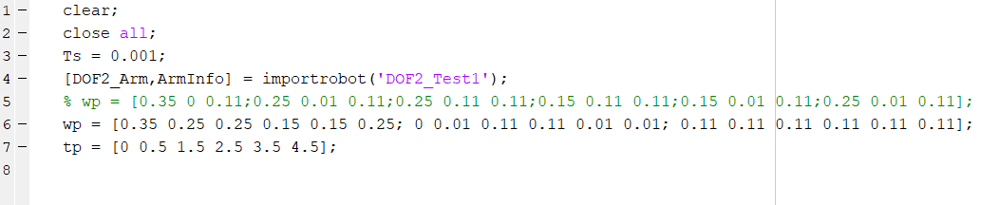 1 – clear;
2 – close all;
3 – Ts = 0.001;
4 – [DOF2_Arm,ArmInfo] = importrobot('DOF2_Test1');
5 % wp = [0.35 0 0.11;0.25 0.01 0.11;0.25 0.11 0.11;0.15 0.11 0.11;0.15 0.01 0.11;0.25 0.01 0.11];
6 – wp = [0.35 0.25 0.25 0.15 0.15 0.25; 0 0.01 0.11 0.11 0.01 0.01; 0.11 0.11 0.11 0.11 0.11 0.11];
7 – tp = [0 0.5 1.5 2.5 3.5 4.5];
8